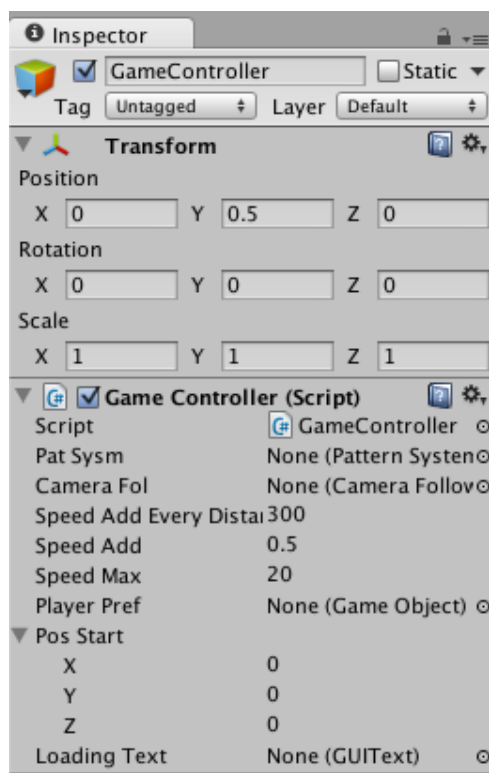 Inspector
GameController Static
Tag Untagged Layer Default
Transform
Position
X 0 Y 0.5 Z 0
Rotation
X 0 Y 0 Z 0
Scale
X 1 Y 1 Z 1
Game Controller (Script)
Script GameController
Pat Sysm None (Pattern System
Camera Fol None (Camera Follow
Speed Add Every Distan 300
Speed Add 0.5
Speed Max 20
Player Pref None (Game Object)
Pos Start
X 0
Y 0
Z 0
Loading Text None (GUIText)